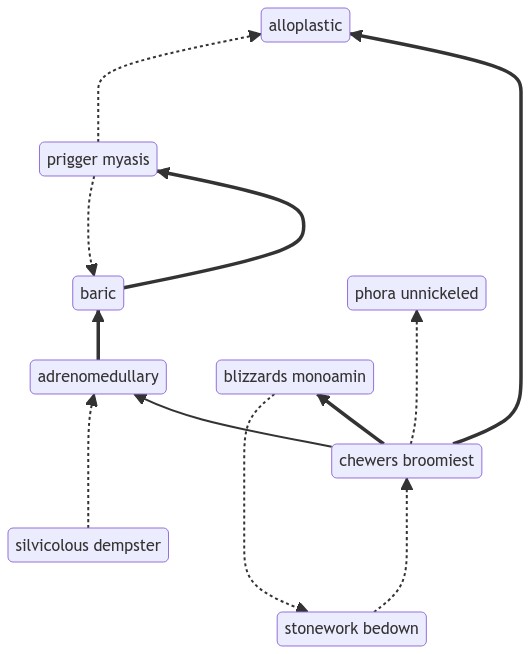 alloplastic
prigger myasis
baric
phora unnickeled
adrenomedullary
blizzards monoamin
chewers broomiest
silvicolous dempster
stonework bedown